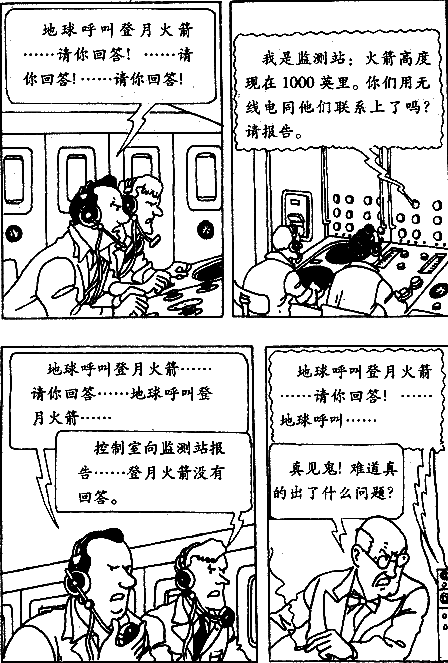 地球呼叫登月火箭
……请你回答！……请
你回答！……请你回答！
我是监测站；火箭高度
现在1000英里。你们用无
线电同他们联系上了吗？
请报告。
地球呼叫登月火箭……
请你回答……地球呼叫登
月火箭……
控制室向监测站报
告……登月火箭没有
回答。
地球呼叫登月火箭
……请你回答！……
地球呼叫……
真见鬼！难道真
的出了什么问题？